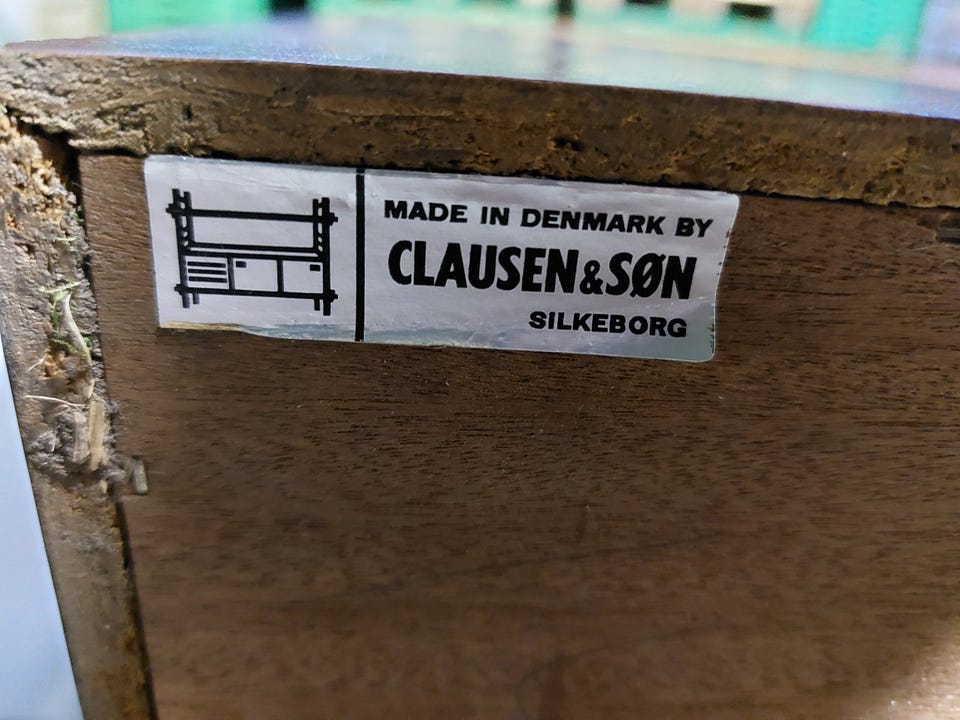 MADE IN DENMARK BY
CLAUSEN & SØN
SILKEBORG